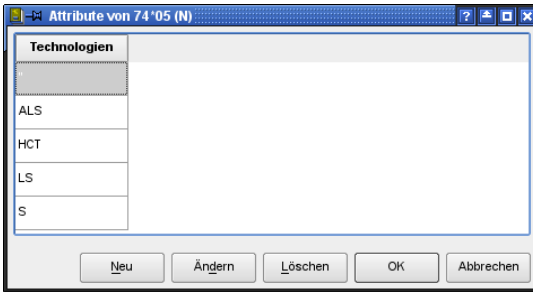 Attribute von 74*05 (N)
Technologien
''
ALS
HCT
LS
S
Neu
Ändern
Löschen
OK
Abbrechen